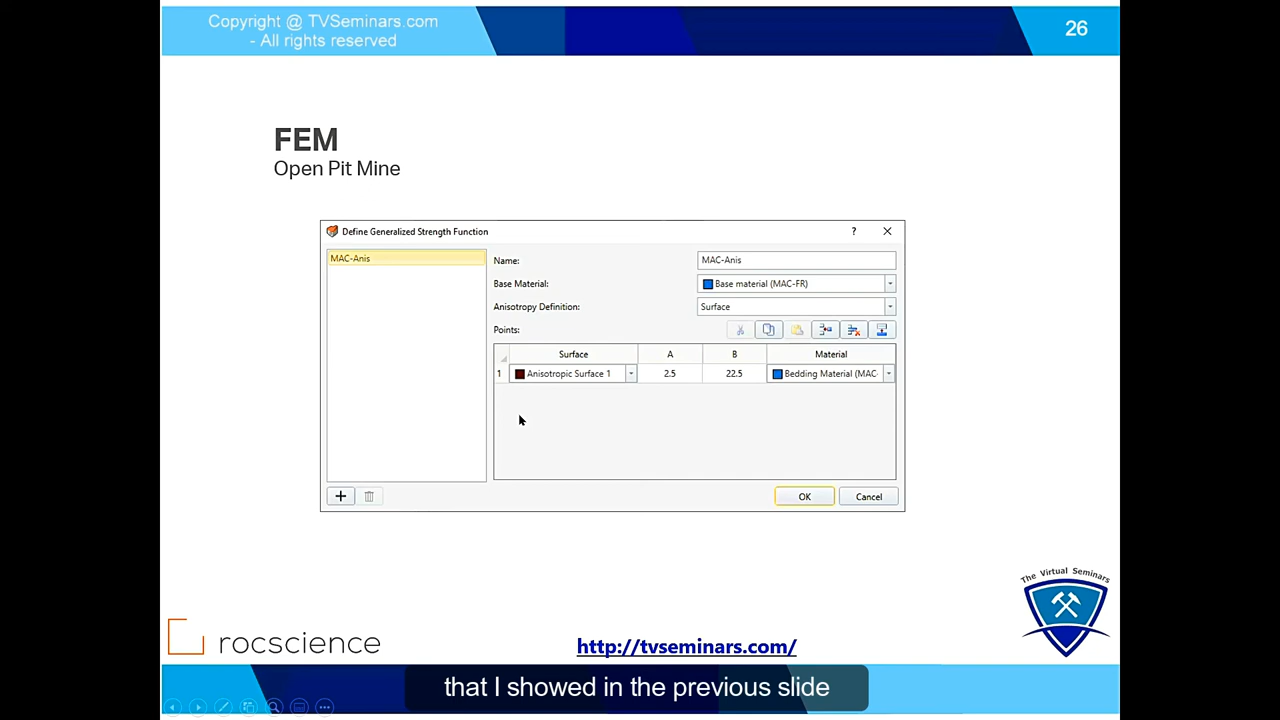 Copyright @ TVSeminars.com
- All rights reserved
26
FEM
Open Pit Mine
Define Generalized Strength Function
?
MAC-Anis
Name:
MAC-Anis
Base Material:
Base material (MAC-FR)
Anisotropy Definition:
Surface
Points:
Surface A B Material
1 Anisotropic Surface 1 2.5 22.5 Bedding Material (MAC-
OK Cancel
The Virtual Seminars
rocscience
http://tvseminars.com/
that I showed in the previous slide